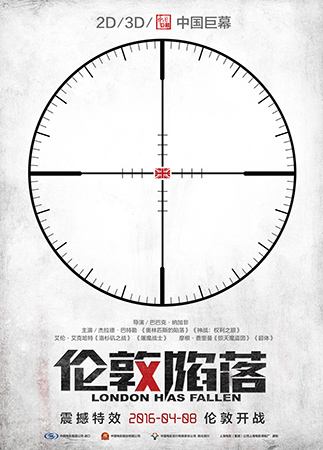 2D/3D/ 中国巨幕
导演/巴巴克·纳加非
主演/杰拉德·巴特勒《奥林匹斯的陷落》《神战:权利之眼》
艾伦·艾克哈特《洛杉矶之战》《屠魔战士》 摩根·弗里曼《惊天魔盗团》《超体》
伦敦陷落
LONDON HAS FALLEN
震撼特效 2016-04-08 伦敦开战